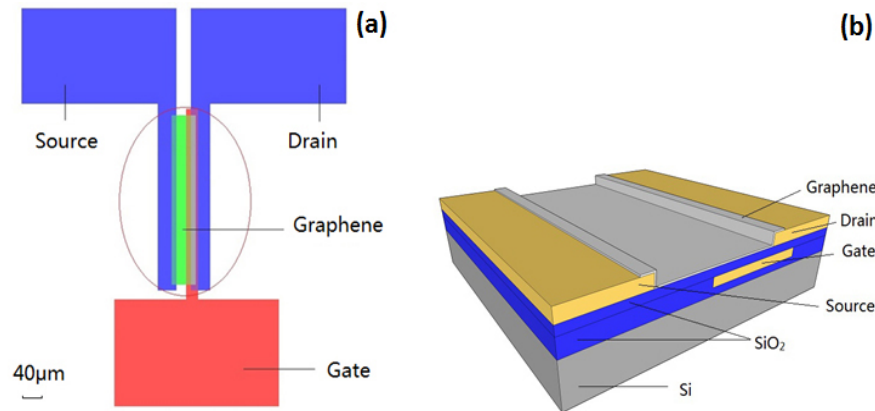 (a)
Source
Drain
Graphene
Gate
40μm
(b)
Graphene
Drain
Gate
Source
SiO₂
Si